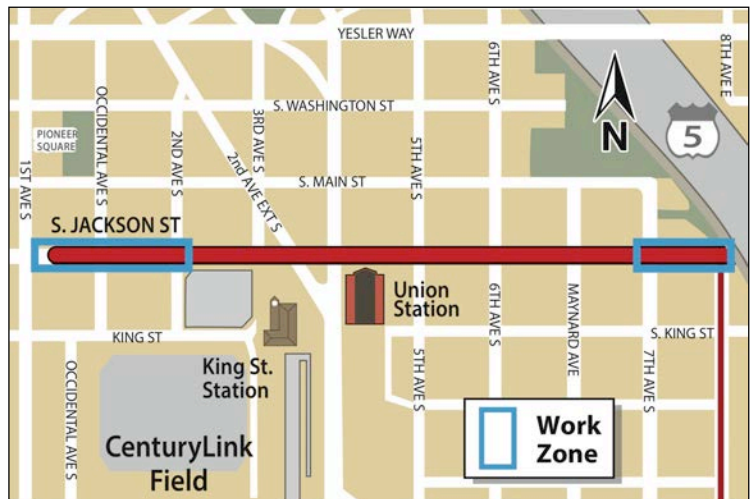 YESLER WAY
6TH AVE S
8TH AVE E
S. WASHINGTON ST
OCCIDENTAL AVE S
3RD AVE S
5TH AVE S
N
5
PIONEER
SQUARE
1ST AVE S
2ND AVE S
2nd AVE EXT S
S. MAIN ST
S. JACKSON ST
Union
Station
6TH AVE S
MAYNARD AVE
KING ST
S. KING ST
King St.
Station
OCCIDENTAL AVE S
5TH AVE S
7TH AVE S
CenturyLink
Field
Work
Zone